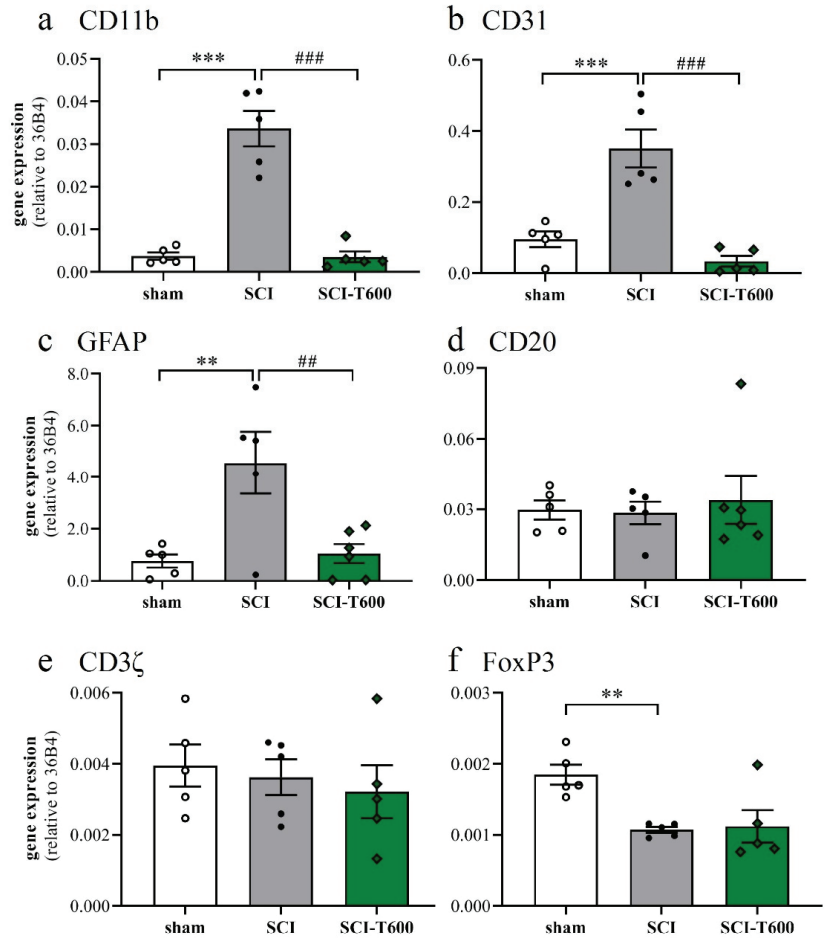 a CD11b
gene expression
(relative to 36B4)
0.05
0.04
0.03
0.02
0.01
0.00
*** ###
sham SCI SCI-T600
b CD31
0.6
0.4
0.2
0.0
*** ###
sham SCI SCI-T600
c GFAP
gene expression
(relative to 36B4)
8.0
6.0
4.0
2.0
0.0
** ##
sham SCI SCI-T600
d CD20
0.09
0.06
0.03
0.00
sham SCI SCI-T600
e CD3ζ
gene expression
(relative to 36B4)
0.006
0.004
0.002
0.000
sham SCI SCI-T600
f FoxP3
0.003
0.002
0.001
0.000
**
sham SCI SCI-T600